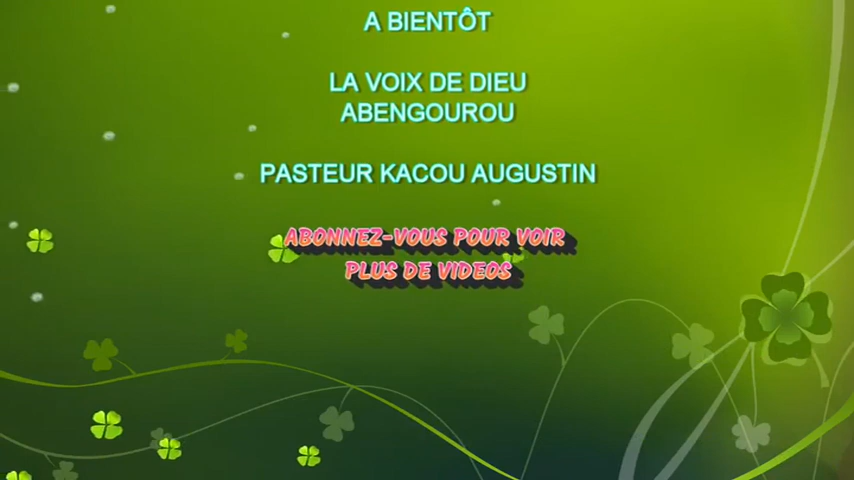 A BIENTÔT
LA VOIX DE DIEU
ABENGOUROU
PASTEUR KACOU AUGUSTIN
ABONNEZ-VOUS POUR VOIR
PLUS DE VIDEOS